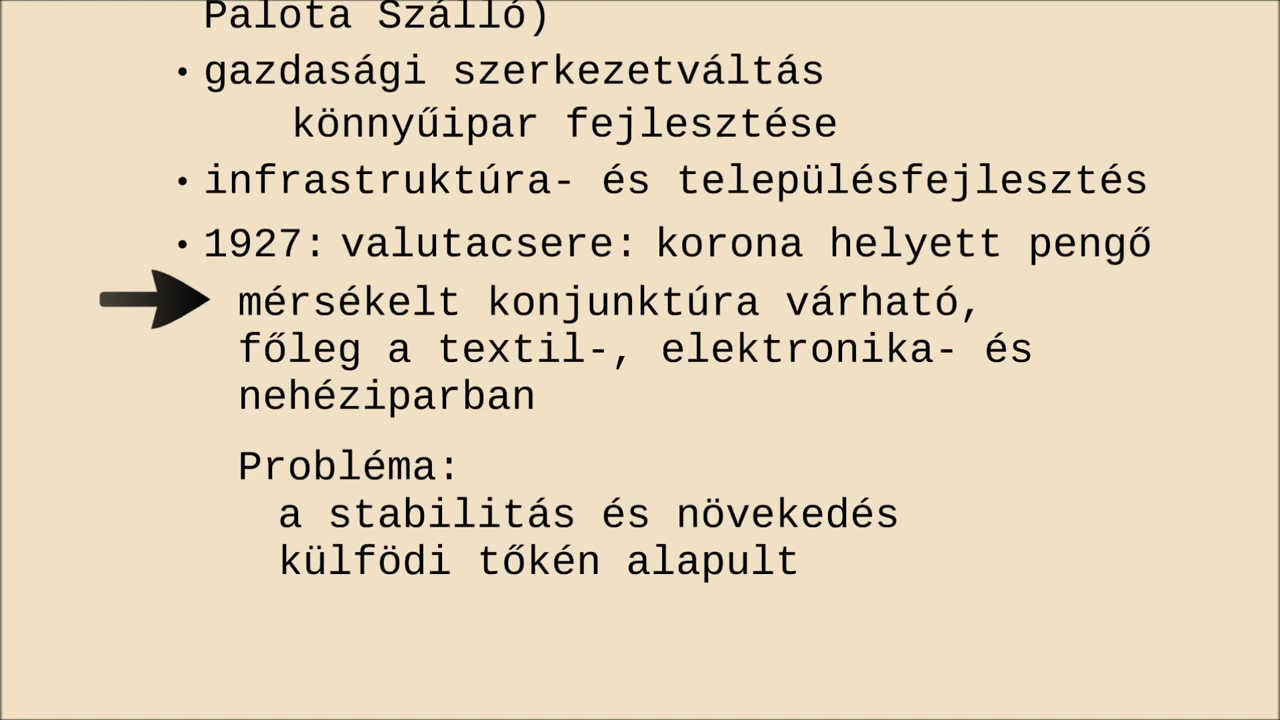 Palota Szálló)
• gazdasági szerkezetváltás
könnyűipar fejlesztése
• infrastruktúra- és településfejlesztés
• 1927: valutacsere: korona helyett pengő
mérsékelt konjunktúra várható,
főleg a textil-, elektronika- és
nehéziparban
Probléma:
a stabilitás és növekedés
külfödi tőkén alapult